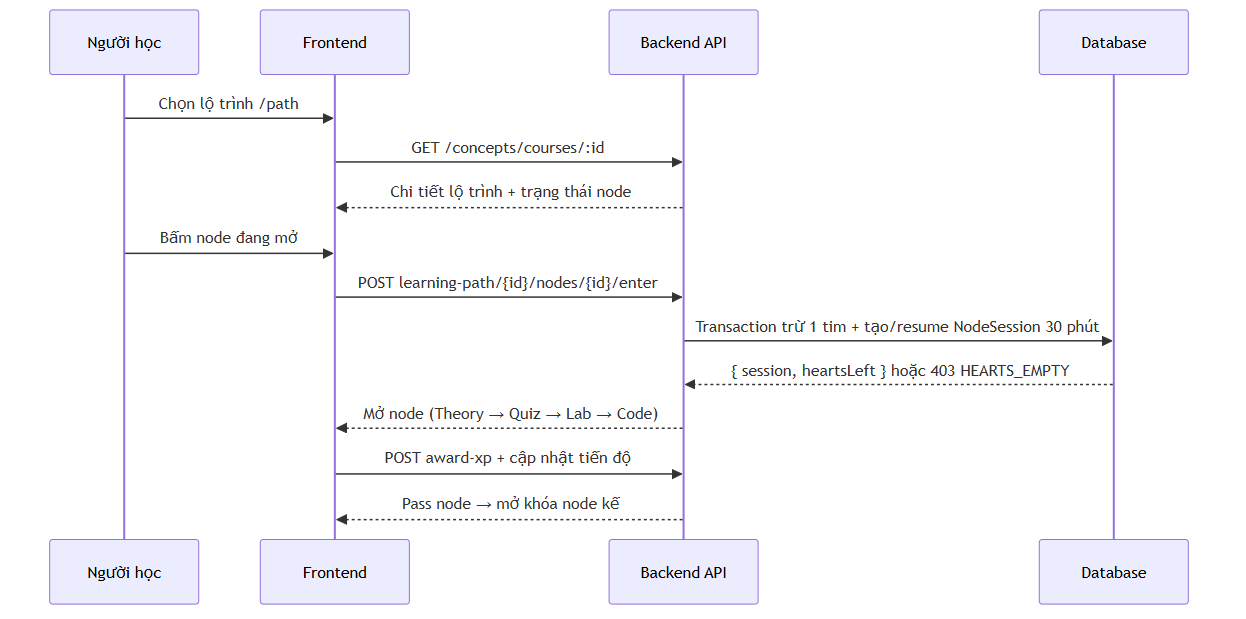 Người học
Frontend
Backend API
Database
Chọn lộ trình /path
GET /concepts/courses/:id
Chi tiết lộ trình + trạng thái node
Bấm node đang mở
POST learning-path/{id}/nodes/{id}/enter
Transaction trừ 1 tim + tạo/resume NodeSession 30 phút
{ session, heartsLeft } hoặc 403 HEARTS_EMPTY
Mở node (Theory → Quiz → Lab → Code)
POST award-xp + cập nhật tiến độ
Pass node → mở khóa node kế
Người học
Frontend
Backend API
Database